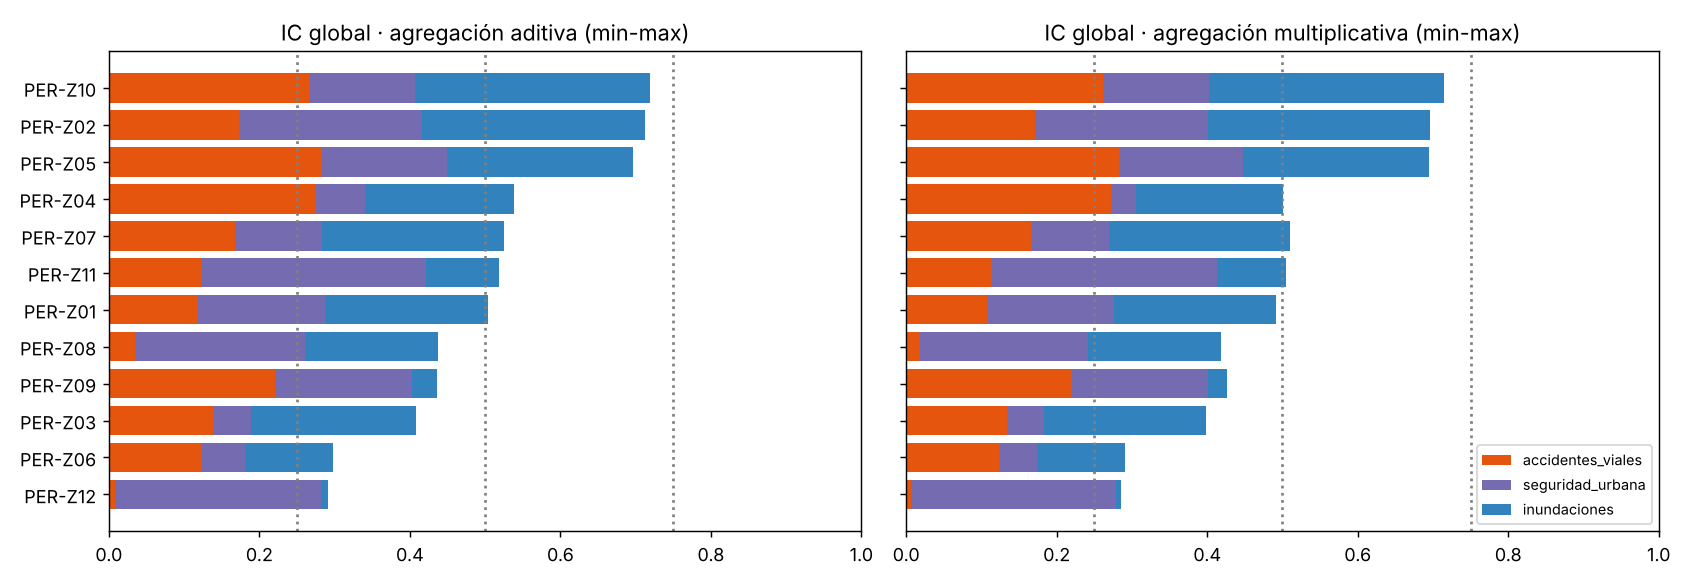 IC global · agregación aditiva (min-max)
PER-Z10
PER-Z02
PER-Z05
PER-Z04
PER-Z07
PER-Z11
PER-Z01
PER-Z08
PER-Z09
PER-Z03
PER-Z06
PER-Z12
0.0 0.2 0.4 0.6 0.8 1.0
IC global · agregación multiplicativa (min-max)
accidentes_viales
seguridad_urbana
inundaciones
0.0 0.2 0.4 0.6 0.8 1.0